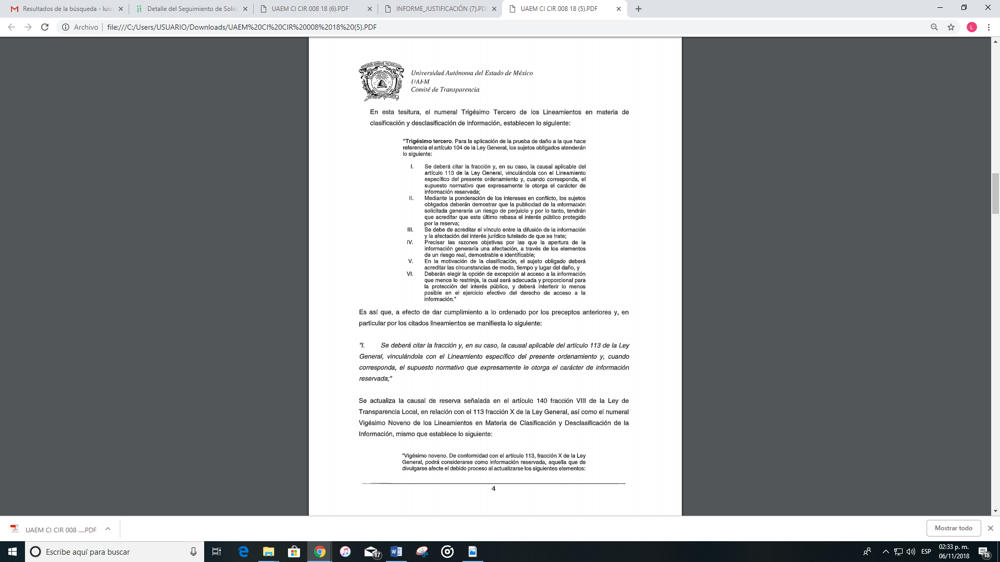 Resultados de la búsqueda - luis.
Detalle del Seguimiento de Solici
UAEM CI CIR 008 18 (6).PDF
INFORME_JUSTIFICACIÓN (7).PD
UAEM CI CIR 008 18 (5).PDF
Archivo
file:///C:/Users/USUARIO/Downloads/UAEM%20CI%20CIR%20008%2018%20(5).PDF
L
Universidad Autónoma del Estado de México
UAEM
Comité de Transparencia
En esta tesitura, el numeral Trigésimo Tercero de los Lineamientos en materia de
clasificación y desclasificación de información, establecen lo siguiente:
“Trigésimo tercero. Para la aplicación de la prueba de daño a la que hace
referencia el artículo 104 de la Ley General, los sujetos obligados atenderán
lo siguiente:
I. Se deberá citar la fracción y, en su caso, la causal aplicable del
artículo 113 de la Ley General, vinculándola con el Lineamiento
específico del presente ordenamiento y, cuando corresponda, el
supuesto normativo que expresamente le otorga el carácter de
información reservada;
II. Mediante la ponderación de los intereses en conflicto, los sujetos
obligados deberán demostrar que la publicidad de la información
solicitada generaría un riesgo de perjuicio y por lo tanto, tendrán
que acreditar que este último rebasa el interés público protegido
por la reserva;
III. Se debe de acreditar el vínculo entre la difusión de la información
y la afectación del interés jurídico tutelado de que se trate;
IV. Precisar las razones objetivas por las que la apertura de la
información generaría una afectación, a través de los elementos
de un riesgo real, demostrable e identificable;
V. En la motivación de la clasificación, el sujeto obligado deberá
acreditar las circunstancias de modo, tiempo y lugar del daño, y
VI. Deberán elegir la opción de excepción al acceso a la información
que menos lo restrinja, la cual será adecuada y proporcional para
la protección del interés público, y deberá interferir lo menos
posible en el ejercicio efectivo del derecho de acceso a la
información.”
Es así que, a efecto de dar cumplimiento a lo ordenado por los preceptos anteriores y, en
particular por los citados lineamientos se manifiesta lo siguiente:
“I. Se deberá citar la fracción y, en su caso, la causal aplicable del artículo 113 de la Ley
General, vinculándola con el Lineamiento específico del presente ordenamiento y, cuando
corresponda, el supuesto normativo que expresamente le otorga el carácter de información
reservada;”
Se actualiza la causal de reserva señalada en el artículo 140 fracción VIII de la Ley de
Transparencia Local, en relación con el 113 fracción X de la Ley General, así como el numeral
Vigésimo Noveno de los Lineamientos en Materia de Clasificación y Desclasificación de la
Información, mismo que establece lo siguiente:
“Vigésimo noveno. De conformidad con el artículo 113, fracción X de la Ley
General, podrá considerarse como información reservada, aquella que de
divulgarse afecte el debido proceso al actualizarse los siguientes elementos:
4
UAEM CI CIR 008 ....PDF
Mostrar todo
Escribe aquí para buscar
17
ESP
02:33 p. m.
06/11/2018
18